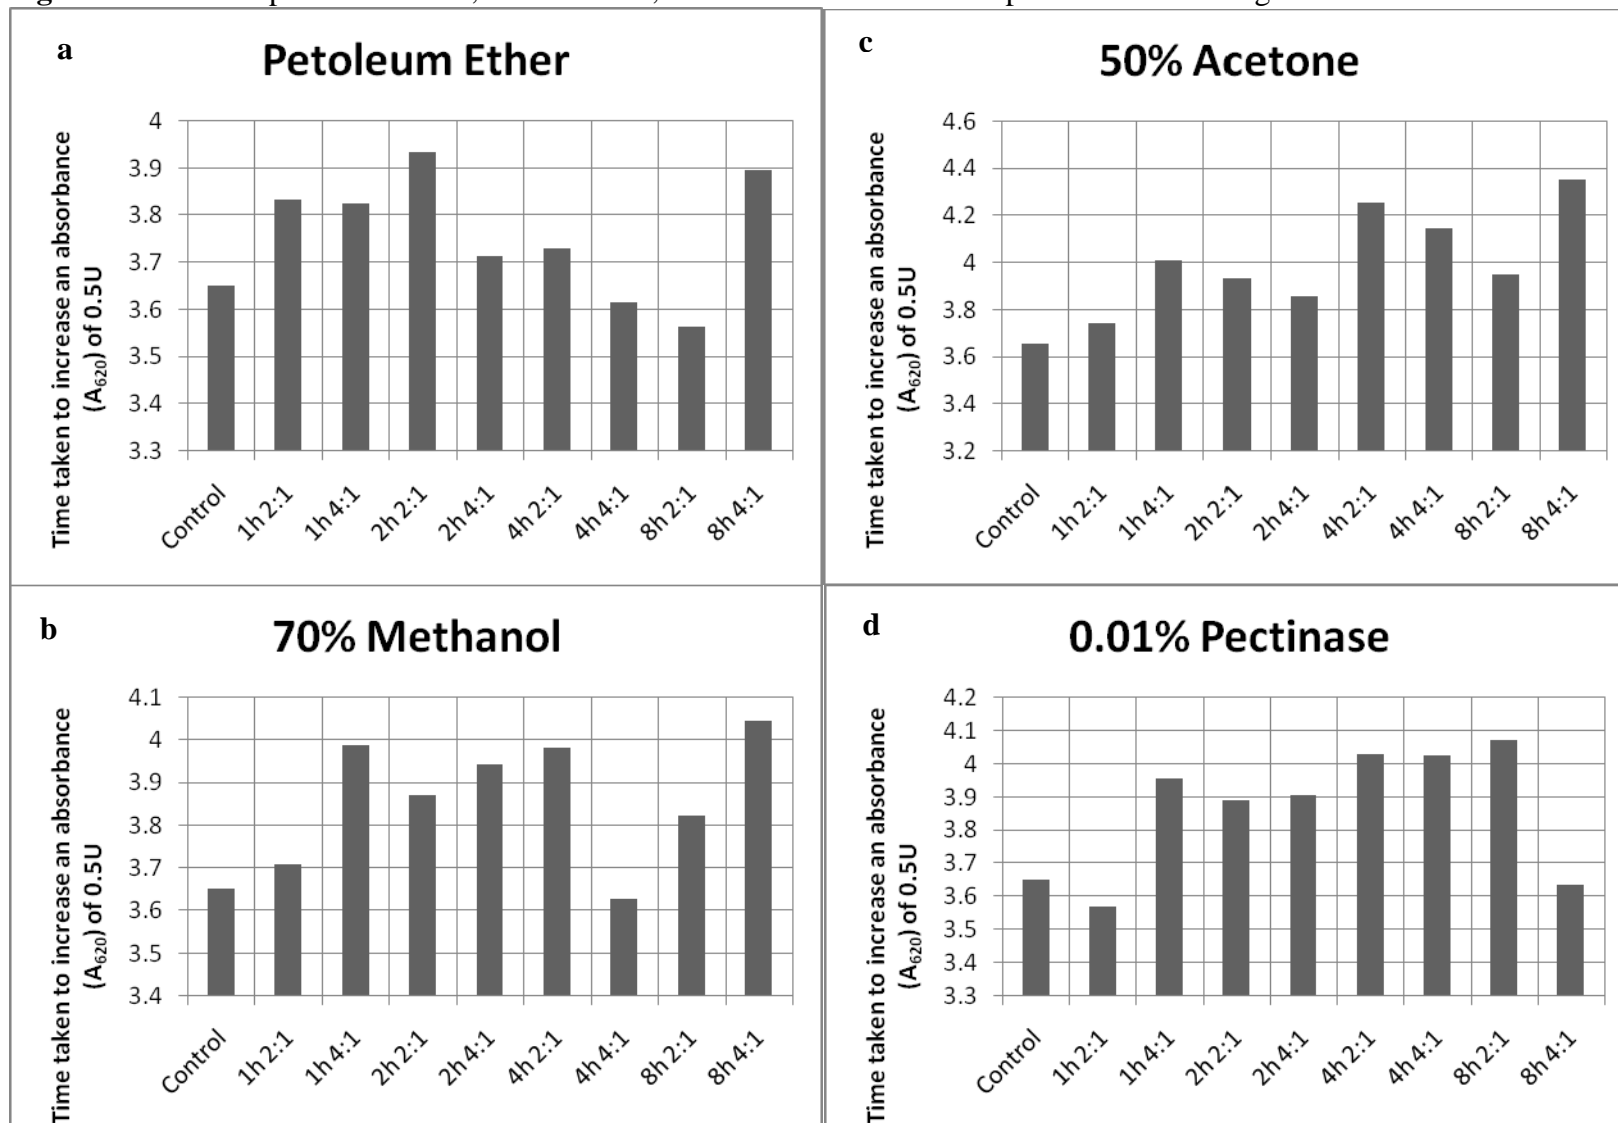 a
Petoleum Ether
Time taken to increase an absorbance
(A620) of 0.5U
4
3.9
3.8
3.7
3.6
3.5
3.4
3.3
Control
1h 2:1
1h 4:1
2h 2:1
2h 4:1
4h 2:1
4h 4:1
8h 2:1
8h 4:1
c
50% Acetone
Time taken to increase an absorbance
(A620) of 0.5U
4.6
4.4
4.2
4
3.8
3.6
3.4
3.2
Control
1h 2:1
1h 4:1
2h 2:1
2h 4:1
4h 2:1
4h 4:1
8h 2:1
8h 4:1
b
70% Methanol
Time taken to increase an absorbance
(A620) of 0.5U
4.1
4
3.9
3.8
3.7
3.6
3.5
3.4
Control
1h 2:1
1h 4:1
2h 2:1
2h 4:1
4h 2:1
4h 4:1
8h 2:1
8h 4:1
d
0.01% Pectinase
Time taken to increase an absorbance
(A620) of 0.5U
4.2
4.1
4
3.9
3.8
3.7
3.6
3.5
3.4
3.3
Control
1h 2:1
1h 4:1
2h 2:1
2h 4:1
4h 2:1
4h 4:1
8h 2:1
8h 4:1